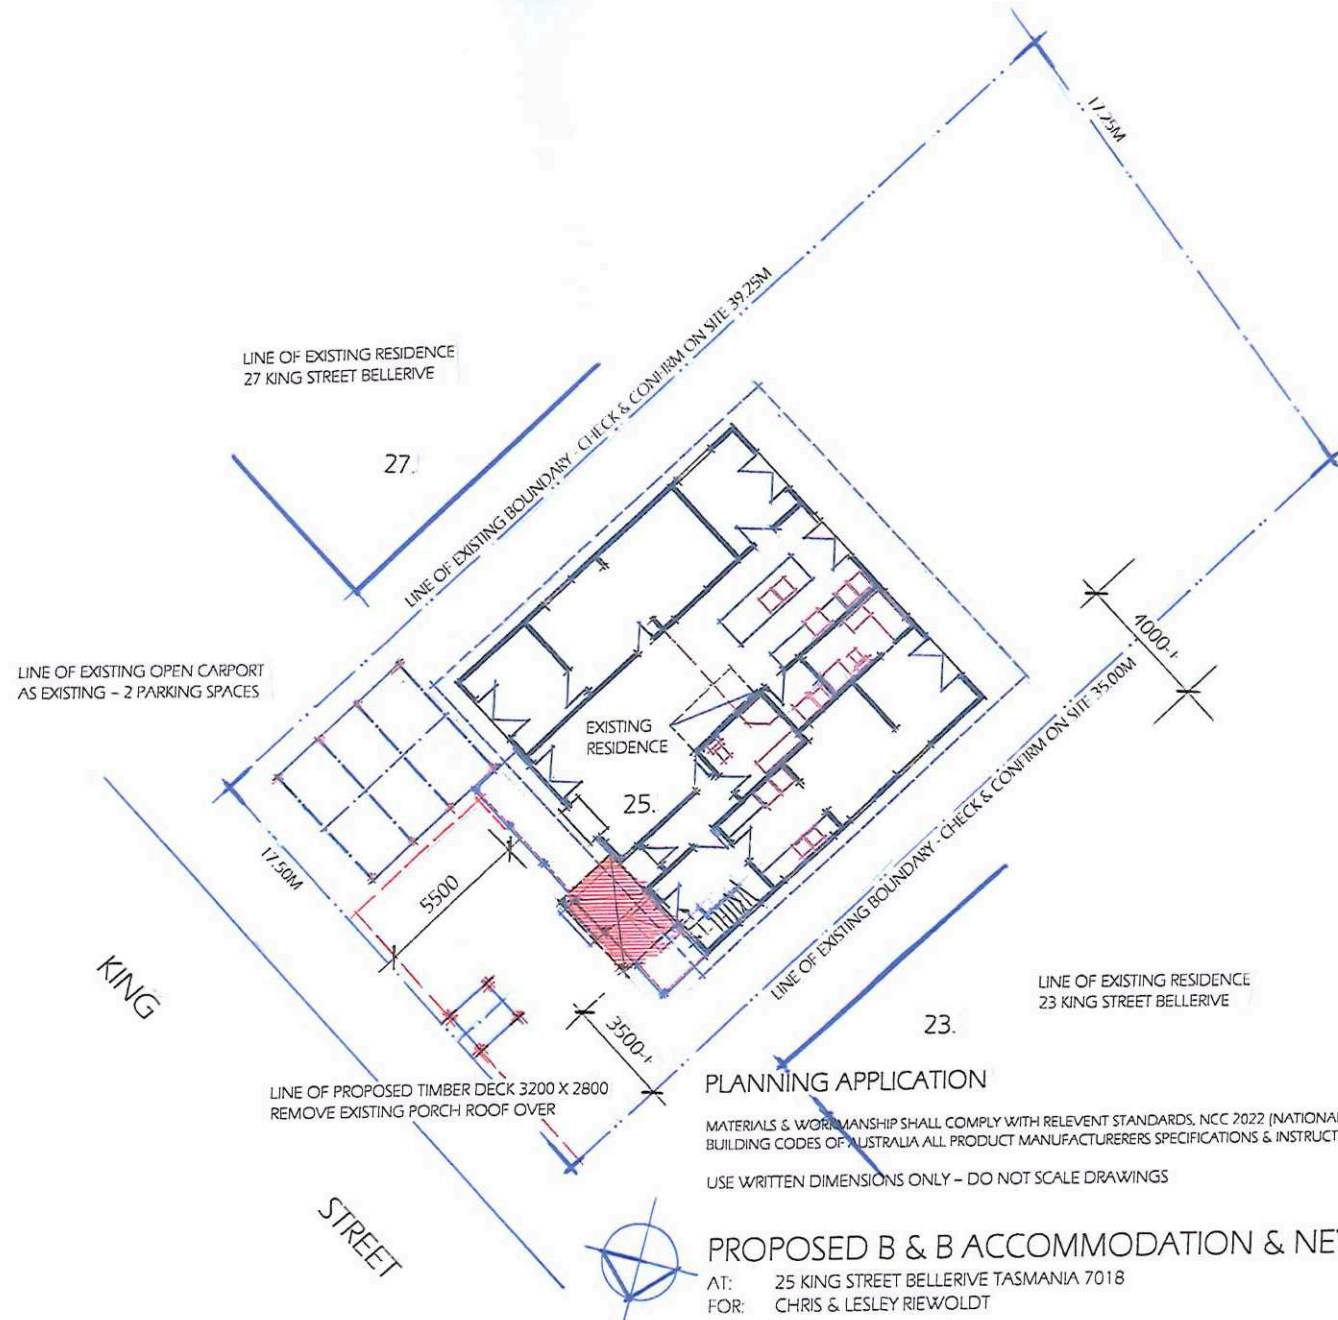 17.25M
LINE OF EXISTING BOUNDARY - CHECK & CONFIRM ON SITE 39.25M
LINE OF EXISTING RESIDENCE
27 KING STREET BELLERIVE
27.
LINE OF EXISTING OPEN CARPORT
AS EXISTING – 2 PARKING SPACES
4000-+
EXISTING
RESIDENCE
25.
LINE OF EXISTING BOUNDARY - CHECK & CONFIRM ON SITE 35.00M
17.50M
5500
KING
STREET
3500-+
LINE OF EXISTING RESIDENCE
23 KING STREET BELLERIVE
23.
LINE OF PROPOSED TIMBER DECK 3200 X 2800
REMOVE EXISTING PORCH ROOF OVER
PLANNING APPLICATION
MATERIALS & WORKMANSHIP SHALL COMPLY WITH RELEVENT STANDARDS, NCC 2022 (NATIONAL
BUILDING CODES OF AUSTRALIA ALL PRODUCT MANUFACTURERERS SPECIFICATIONS & INSTRUCT
USE WRITTEN DIMENSIONS ONLY – DO NOT SCALE DRAWINGS
PROPOSED B & B ACCOMMODATION & NE
AT: 25 KING STREET BELLERIVE TASMANIA 7018
FOR: CHRIS & LESLEY RIEWOLDT